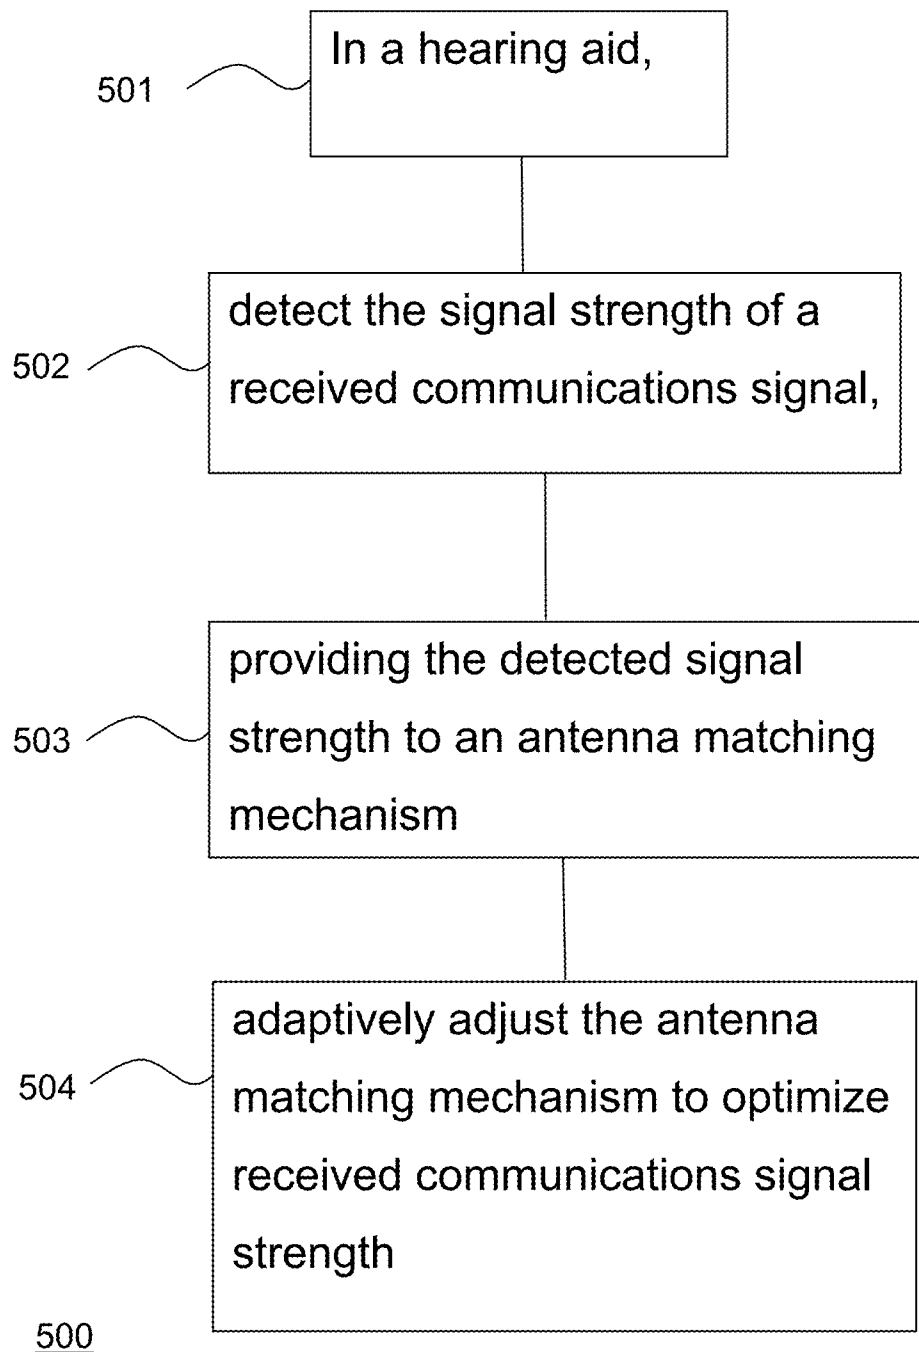 501
In a hearing aid,
502
detect the signal strength of a
received communications signal,
503
providing the detected signal
strength to an antenna matching
mechanism
504
adaptively adjust the antenna
matching mechanism to optimize
received communications signal
strength
500